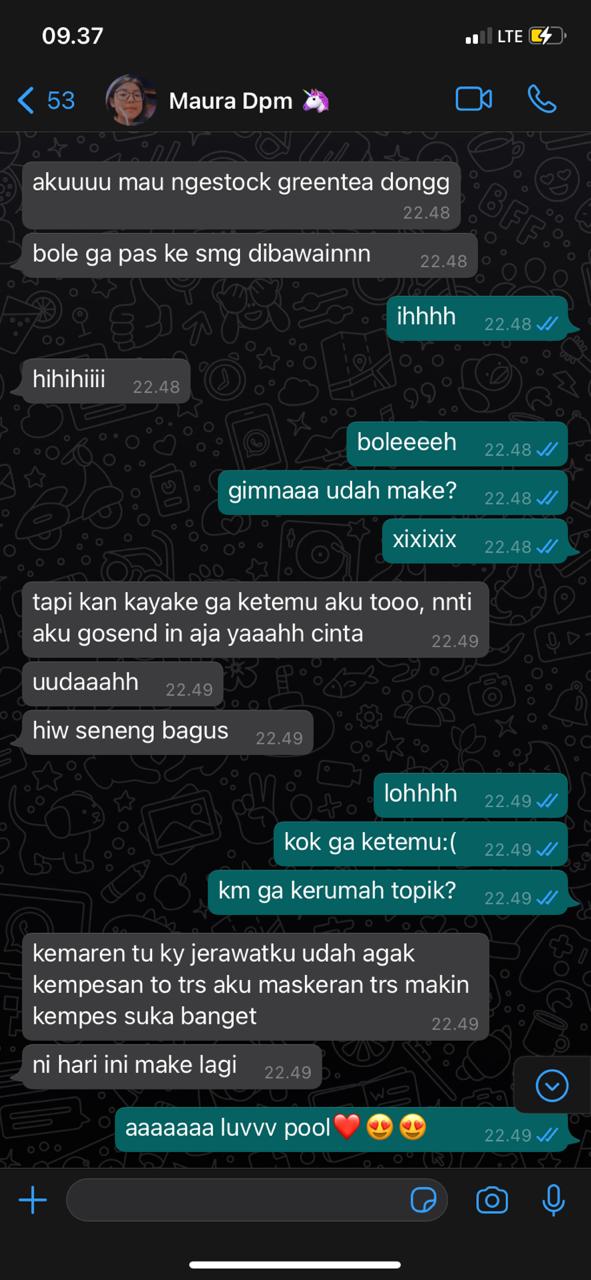 09.37
LTE
53
Maura Dpm 🦄
akuuuu mau ngestock greentea dongg
22.48
bole ga pas ke smg dibawainnn 22.48
ihhhh 22.48
hihihiiii 22.48
boleeeeh 22.48
gimnaaa udah make? 22.48
xixixix 22.48
tapi kan kayake ga ketemu aku tooo, nnti
aku gosend in aja yaaahh cinta 22.49
uudaaahh 22.49
hiw seneng bagus 22.49
lohhhh 22.49
kok ga ketemu:( 22.49
km ga kerumah topik? 22.49
kemaren tu ky jerawatku udah agak
kempesan to trs aku maskeran trs makin
kempes suka banget 22.49
ni hari ini make lagi 22.49
aaaaaaa luvvv pool❤️😍😍 22.49